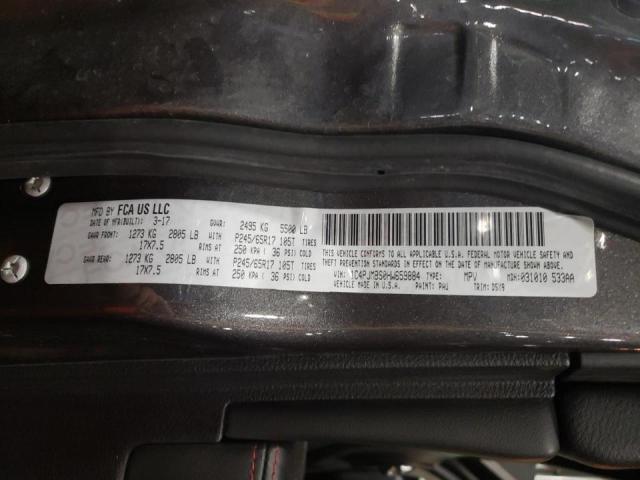 MFD BY FCA US LLC
DATE OF MFR(BUILT): 3-17 GVWR: 2495 KG 5500 LB
GAWR FRONT: 1273 KG 2805 LB WITH P245/65R17 105T TIRES
17X7.5 RIMS AT 250 KPA ( 36 PSI) COLD
GAWR REAR: 1273 KG 2805 LB WITH P245/65R17 105T TIRES
17X7.5 RIMS AT 250 KPA ( 36 PSI) COLD
THIS VEHICLE CONFORMS TO ALL APPLICABLE U.S.A. FEDERAL MOTOR VEHICLE SAFETY AND
THEFT PREVENTION STANDARDS IN EFFECT ON THE DATE OF MANUFACTURE SHOWN ABOVE.
VIN: 1C4PJMBS0HW659884 TYPE: MPV MDH: 031010 533AA
VEHICLE MADE IN U.S.A. PAINT: PAU TRIM: D5X9